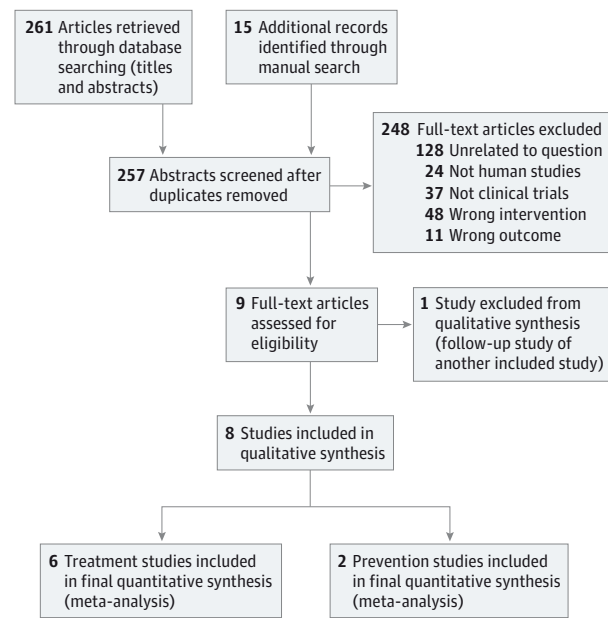 261 Articles retrieved
through database
searching (titles
and abstracts)
15 Additional records
identified through
manual search
248 Full-text articles excluded
128 Unrelated to question
24 Not human studies
37 Not clinical trials
48 Wrong intervention
11 Wrong outcome
257 Abstracts screened after
duplicates removed
9 Full-text articles
assessed for
eligibility
1 Study excluded from
qualitative synthesis
(follow-up study of
another included study)
8 Studies included in
qualitative synthesis
6 Treatment studies included
in final quantitative synthesis
(meta-analysis)
2 Prevention studies included
in final quantitative synthesis
(meta-analysis)